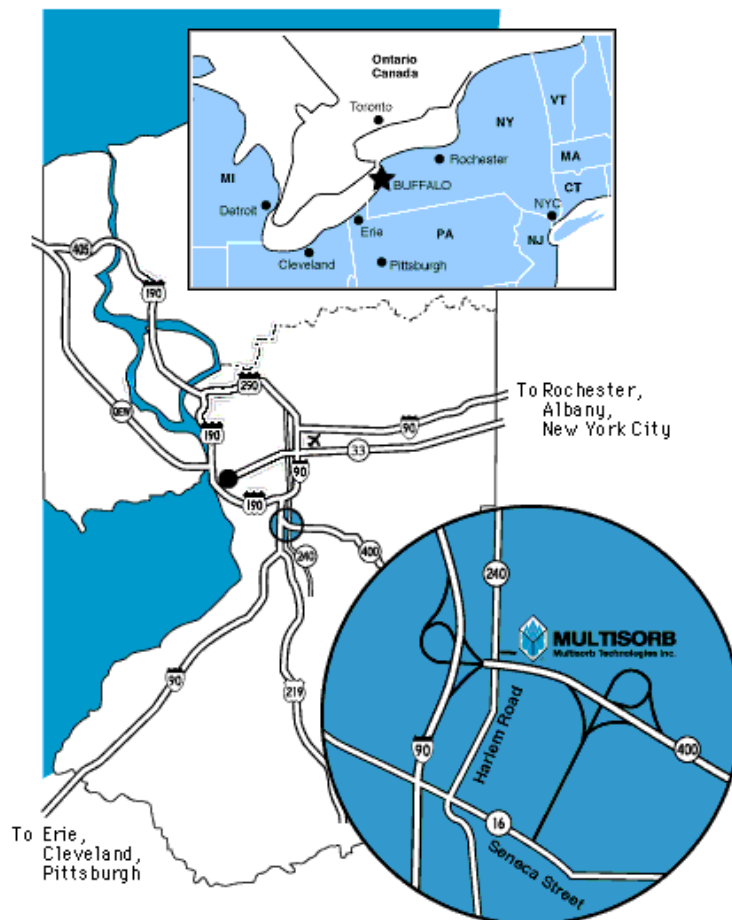 Ontario
Canada
Toronto
NY
VT
MI
Rochester
MA
BUFFALO
CT
Detroit
NYC
Erie
PA
NJ
Cleveland
Pittsburgh
405
190
290
To Rochester,
Albany,
New York City
QEW
90
190
33
90
190
240
400
240
MULTISORB
Multisorb Technologies Inc.
90
219
Harlem Road
90
400
16
Seneca Street
To Erie,
Cleveland,
Pittsburgh